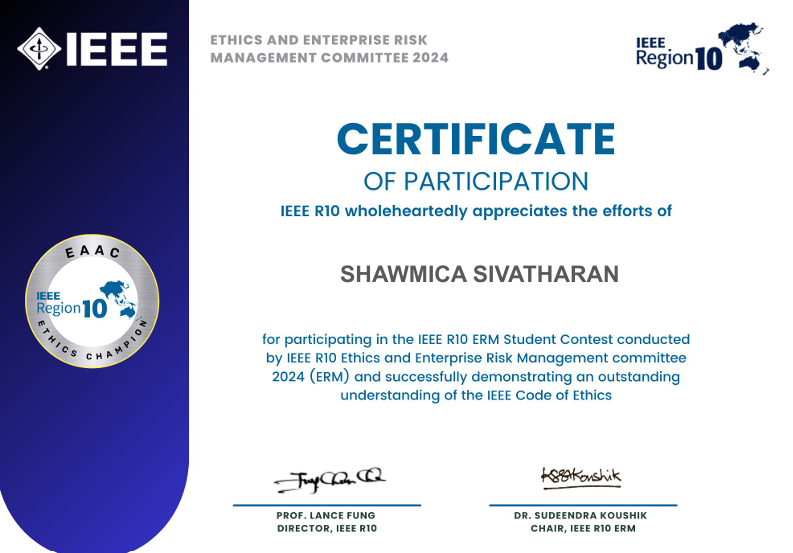 IEEE
ETHICS AND ENTERPRISE RISK
MANAGEMENT COMMITTEE 2024
IEEE
Region 10
CERTIFICATE
OF PARTICIPATION
IEEE R10 wholeheartedly appreciates the efforts of
SHAWMICA SIVATHARAN
EAAC
IEEE
Region 10
ETHICS CHAMPION
for participating in the IEEE R10 ERM Student Contest conducted
by IEEE R10 Ethics and Enterprise Risk Management committee
2024 (ERM) and successfully demonstrating an outstanding
understanding of the IEEE Code of Ethics
PROF. LANCE FUNG
DIRECTOR, IEEE R10
DR. SUDEENDRA KOUSHIK
CHAIR, IEEE R10 ERM